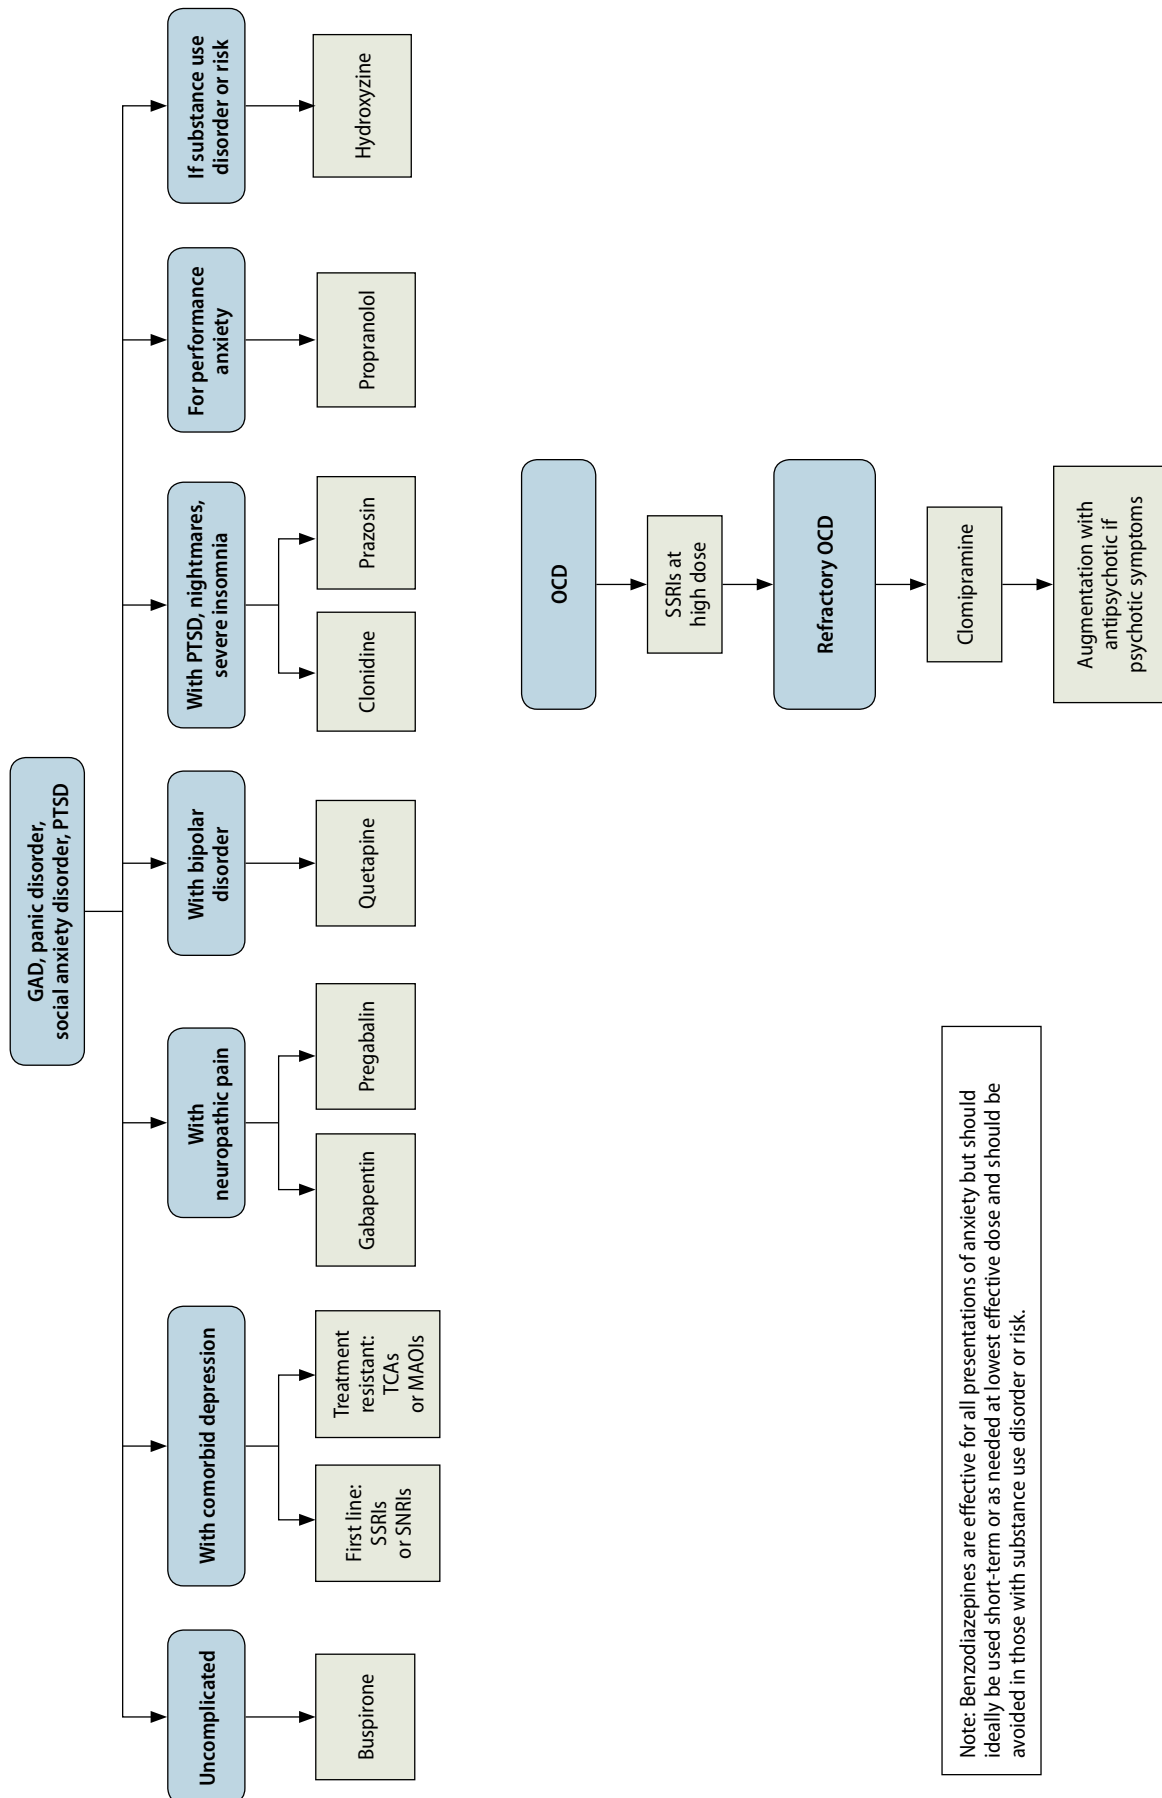 GAD, panic disorder,
social anxiety disorder, PTSD
Uncomplicated
Buspirone
With comorbid depression
First line:
SSRIs
or SNRIs
Treatment
resistant:
TCAs
or MAOIs
With
neuropathic pain
Gabapentin
Pregabalin
With bipolar
disorder
Quetapine
With PTSD, nightmares,
severe insomnia
Clonidine
Prazosin
For performance
anxiety
Propranolol
If substance use
disorder or risk
Hydroxyzine
OCD
SSRIs at
high dose
Refractory OCD
Clomipramine
Augmentation with
antipsychotic if
psychotic symptoms
Note: Benzodiazepines are effective for all presentations of anxiety but should
ideally be used short-term or as needed at lowest effective dose and should be
avoided in those with substance use disorder or risk.